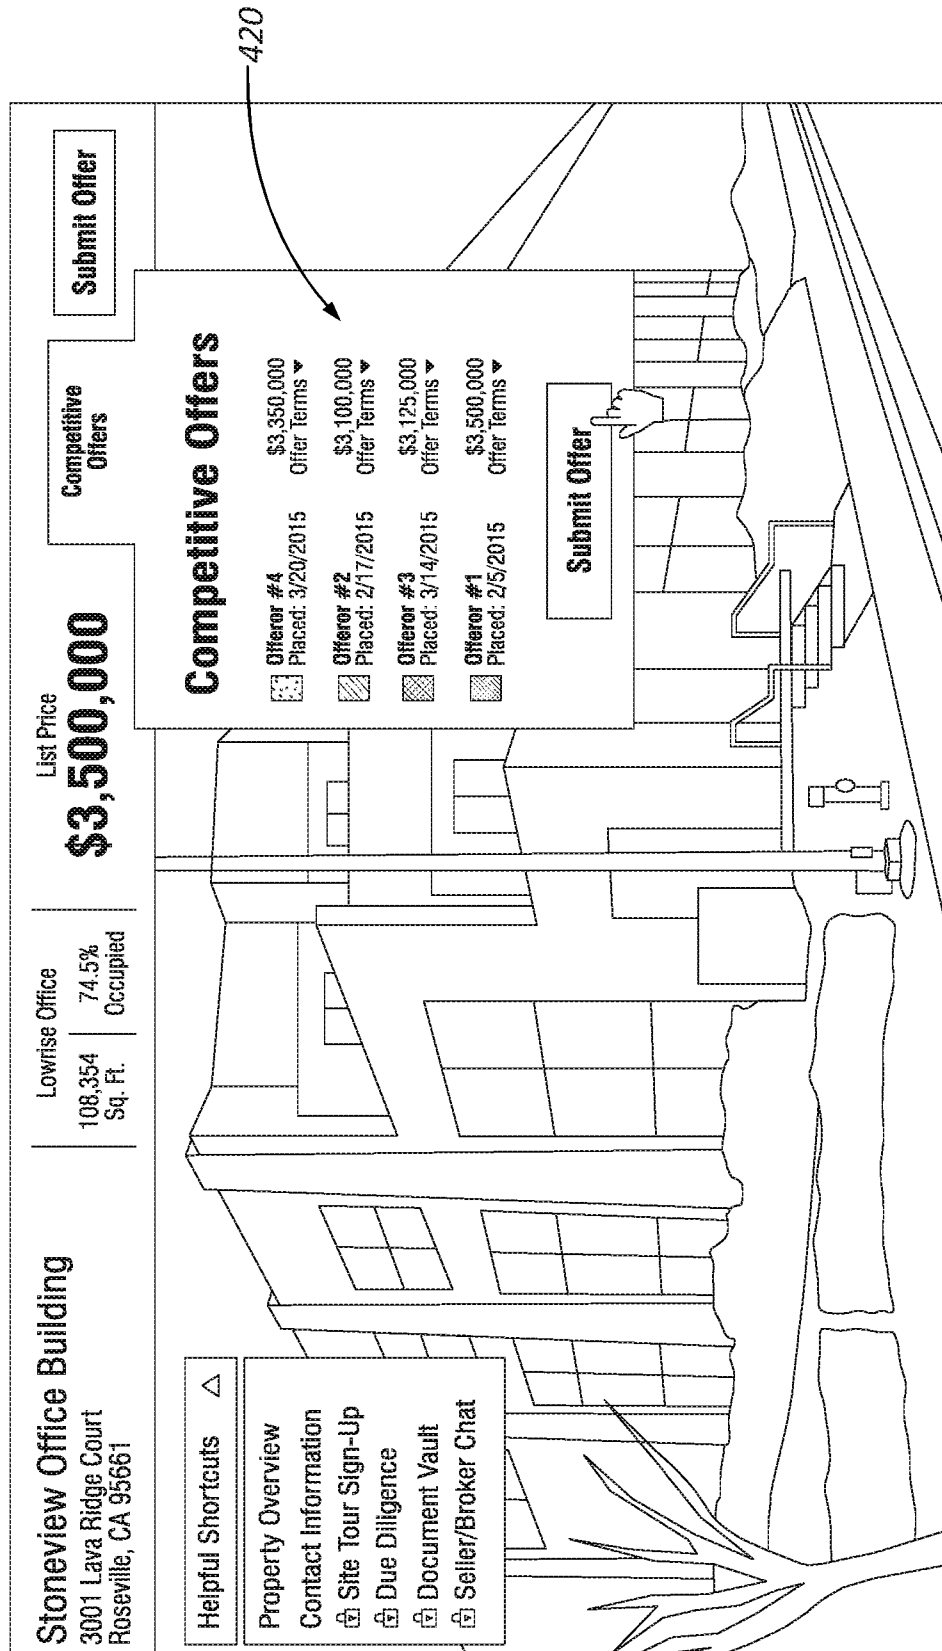 Stoneview Office Building
3001 Lava Ridge Court
Roseville, CA 95661
Lowrise Office
108,354
Sq. Ft.
74.5%
Occupied
List Price
$3,500,000
Competitive
Offers
Submit Offer
Helpful Shortcuts
Property Overview
Contact Information
Site Tour Sign-Up
Due Diligence
Document Vault
Seller/Broker Chat
Competitive Offers
Offeror #4 $3,350,000
Placed: 3/20/2015 Offer Terms ▼
Offeror #2 $3,100,000
Placed: 2/17/2015 Offer Terms ▼
Offeror #3 $3,125,000
Placed: 3/14/2015 Offer Terms ▼
Offeror #1 $3,500,000
Placed: 2/5/2015 Offer Terms ▼
Submit Offer
420